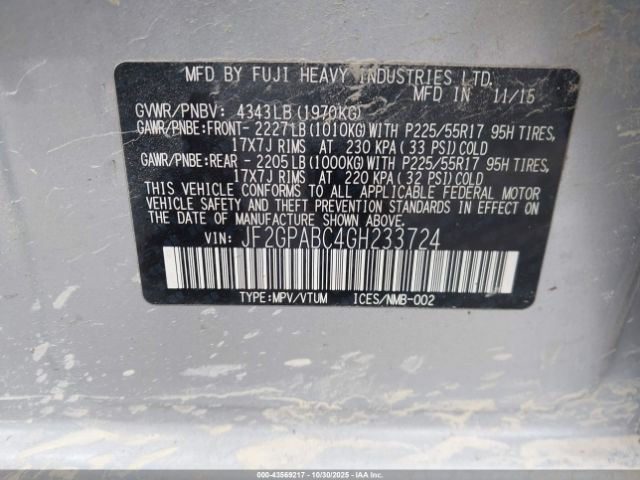 MFD BY FUJI HEAVY INDUSTRIES LTD.
MFD IN 11/15
GVWR/PNBV: 4343LB(1970KG)
GAWR/PNBE:FRONT- 2227LB(1010KG)WITH P225/55R17 95H TIRES,
17X7J RIMS AT 230 KPA( 33 PSI)COLD
GAWR/PNBE:REAR - 2205LB(1000KG)WITH P225/55R17 95H TIRES,
17X7J RIMS AT 220 KPA( 32 PSI)COLD
THIS VEHICLE CONFORMS TO ALL APPLICABLE FEDERAL MOTOR
VEHICLE SAFETY AND THEFT PREVENTION STANDARDS IN EFFECT ON
THE DATE OF MANUFACTURE SHOWN ABOVE.
VIN: JF2GPABC4GH233724
TYPE:MPV/VTUM ICES/NMB-002
000-43569217 - 10/30/2025 - IAAI.COM